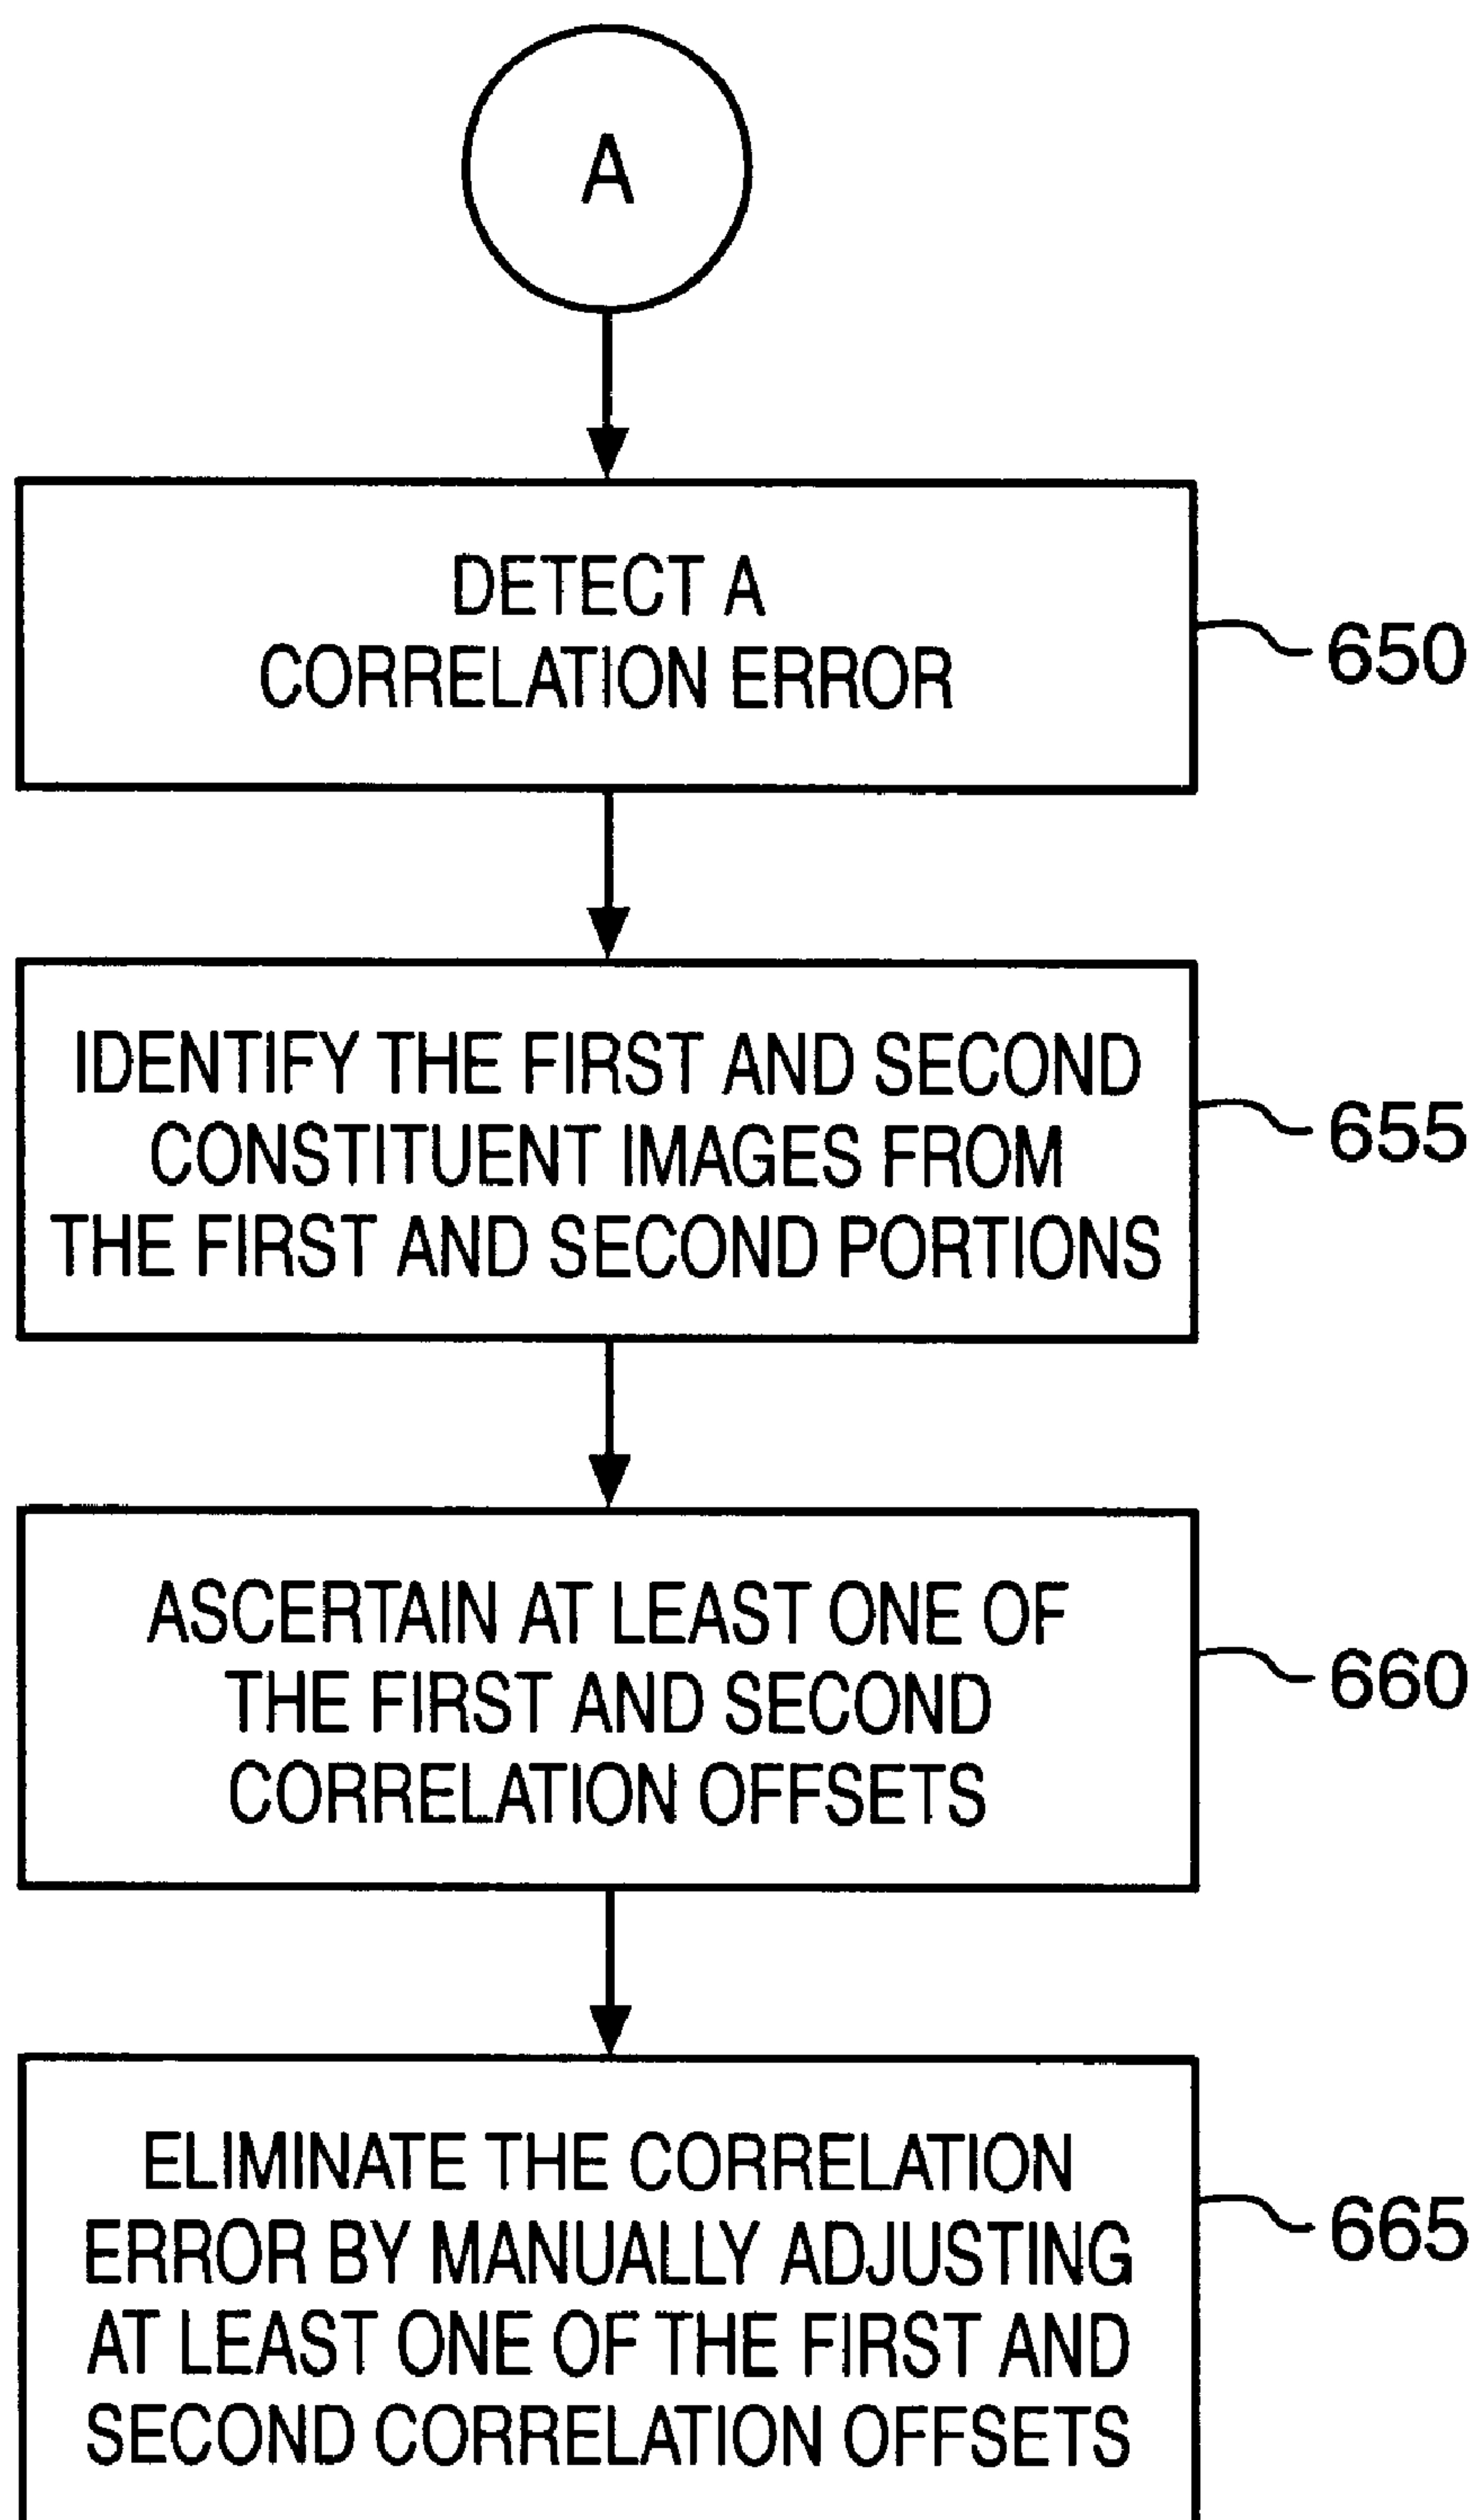 A
DETECT A
CORRELATION ERROR
650
IDENTIFY THE FIRST AND SECOND
CONSTITUENT IMAGES FROM
THE FIRST AND SECOND PORTIONS
655
ASCERTAIN AT LEAST ONE OF
THE FIRST AND SECOND
CORRELATION OFFSETS
660
ELIMINATE THE CORRELATION
ERROR BY MANUALLY ADJUSTING
AT LEAST ONE OF THE FIRST AND
SECOND CORRELATION OFFSETS
665